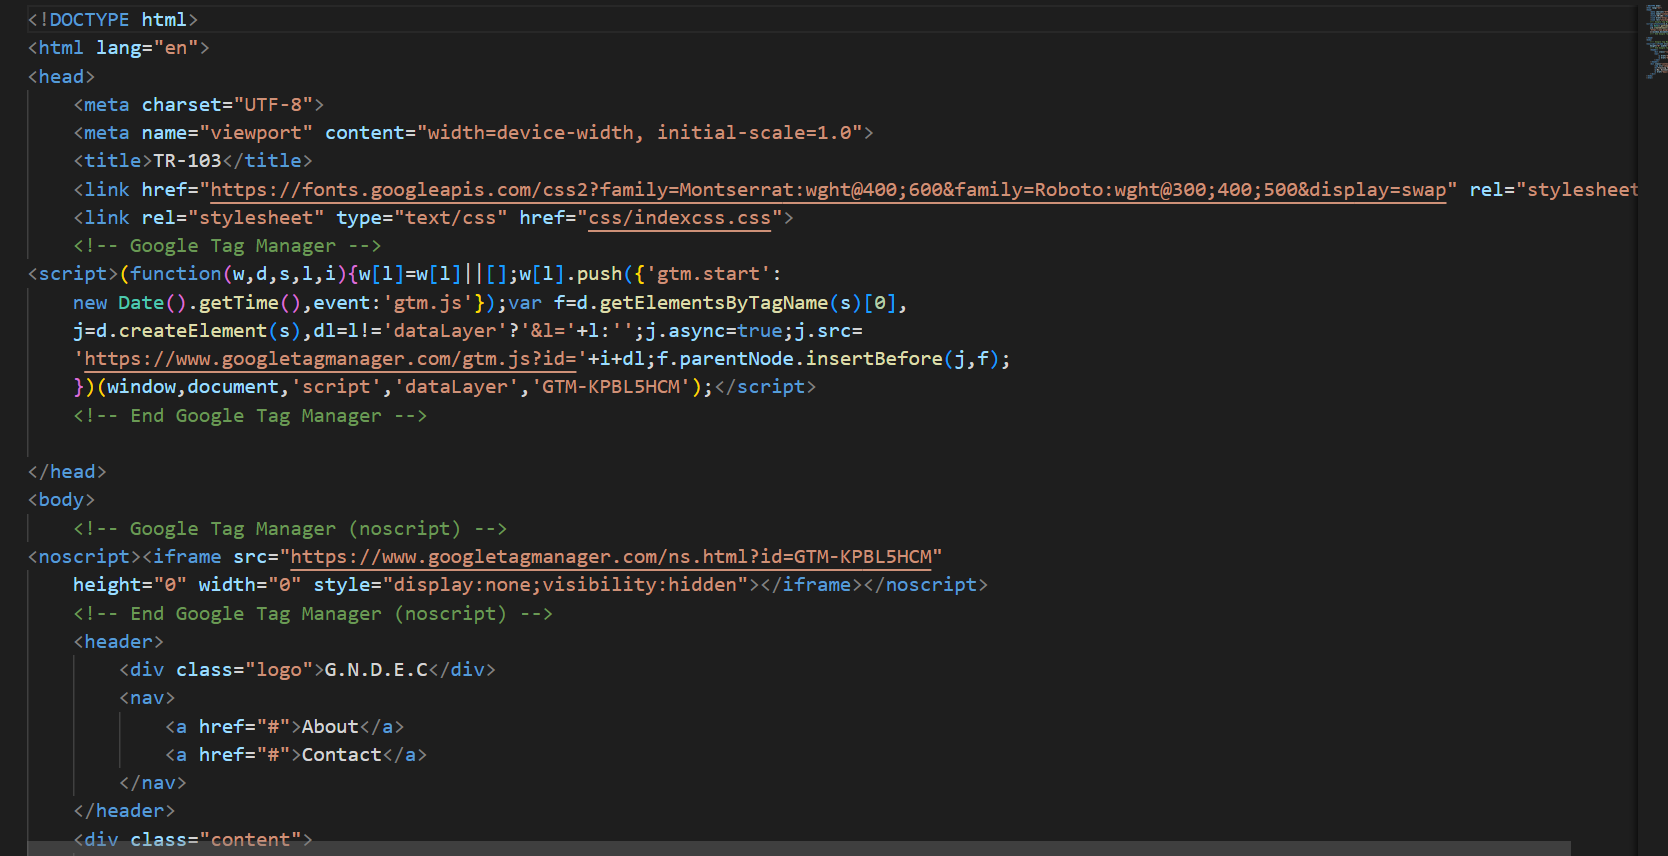 <!DOCTYPE html>
<html lang="en">
<head>
    <meta charset="UTF-8">
    <meta name="viewport" content="width=device-width, initial-scale=1.0">
    <title>TR-103</title>
    <link href="https://fonts.googleapis.com/css2?family=Montserrat:wght@400;600&family=Roboto:wght@300;400;500&display=swap" rel="stylesheet
    <link rel="stylesheet" type="text/css" href="css/indexcss.css">
    <!-- Google Tag Manager -->
<script>(function(w,d,s,l,i){w[l]=w[l]||[];w[l].push({'gtm.start':
    new Date().getTime(),event:'gtm.js'});var f=d.getElementsByTagName(s)[0],
    j=d.createElement(s),dl=l!='dataLayer'?'&l='+l:'';j.async=true;j.src=
    'https://www.googletagmanager.com/gtm.js?id='+i+dl;f.parentNode.insertBefore(j,f);
    })(window,document,'script','dataLayer','GTM-KPBL5HCM');</script>
    <!-- End Google Tag Manager -->
</head>
<body>
    <!-- Google Tag Manager (noscript) -->
<noscript><iframe src="https://www.googletagmanager.com/ns.html?id=GTM-KPBL5HCM"
    height="0" width="0" style="display:none;visibility:hidden"></iframe></noscript>
    <!-- End Google Tag Manager (noscript) -->
    <header>
        <div class="logo">G.N.D.E.C</div>
        <nav>
            <a href="#">About</a>
            <a href="#">Contact</a>
        </nav>
    </header>
    <div class="content">